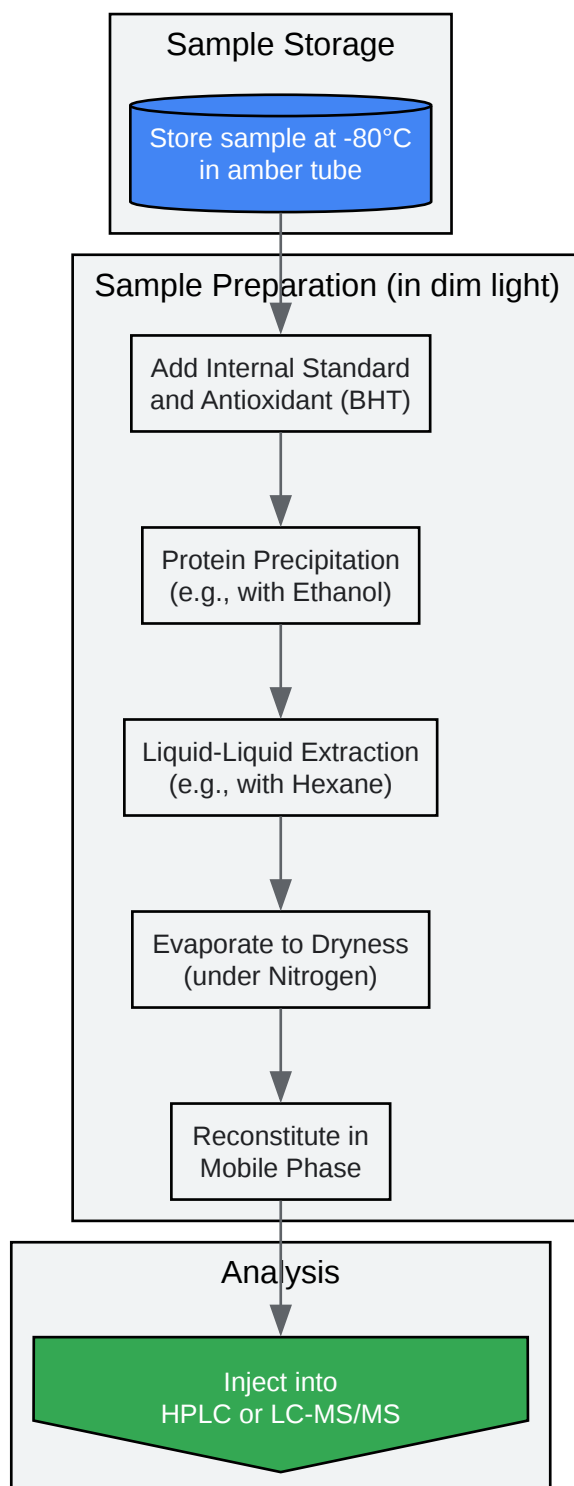 Sample Storage
Store sample at -80°C
in amber tube
Sample Preparation (in dim light)
Add Internal Standard
and Antioxidant (BHT)
Protein Precipitation
(e.g., with Ethanol)
Liquid-Liquid Extraction
(e.g., with Hexane)
Evaporate to Dryness
(under Nitrogen)
Reconstitute in
Mobile Phase
Analysis
Inject into
HPLC or LC-MS/MS